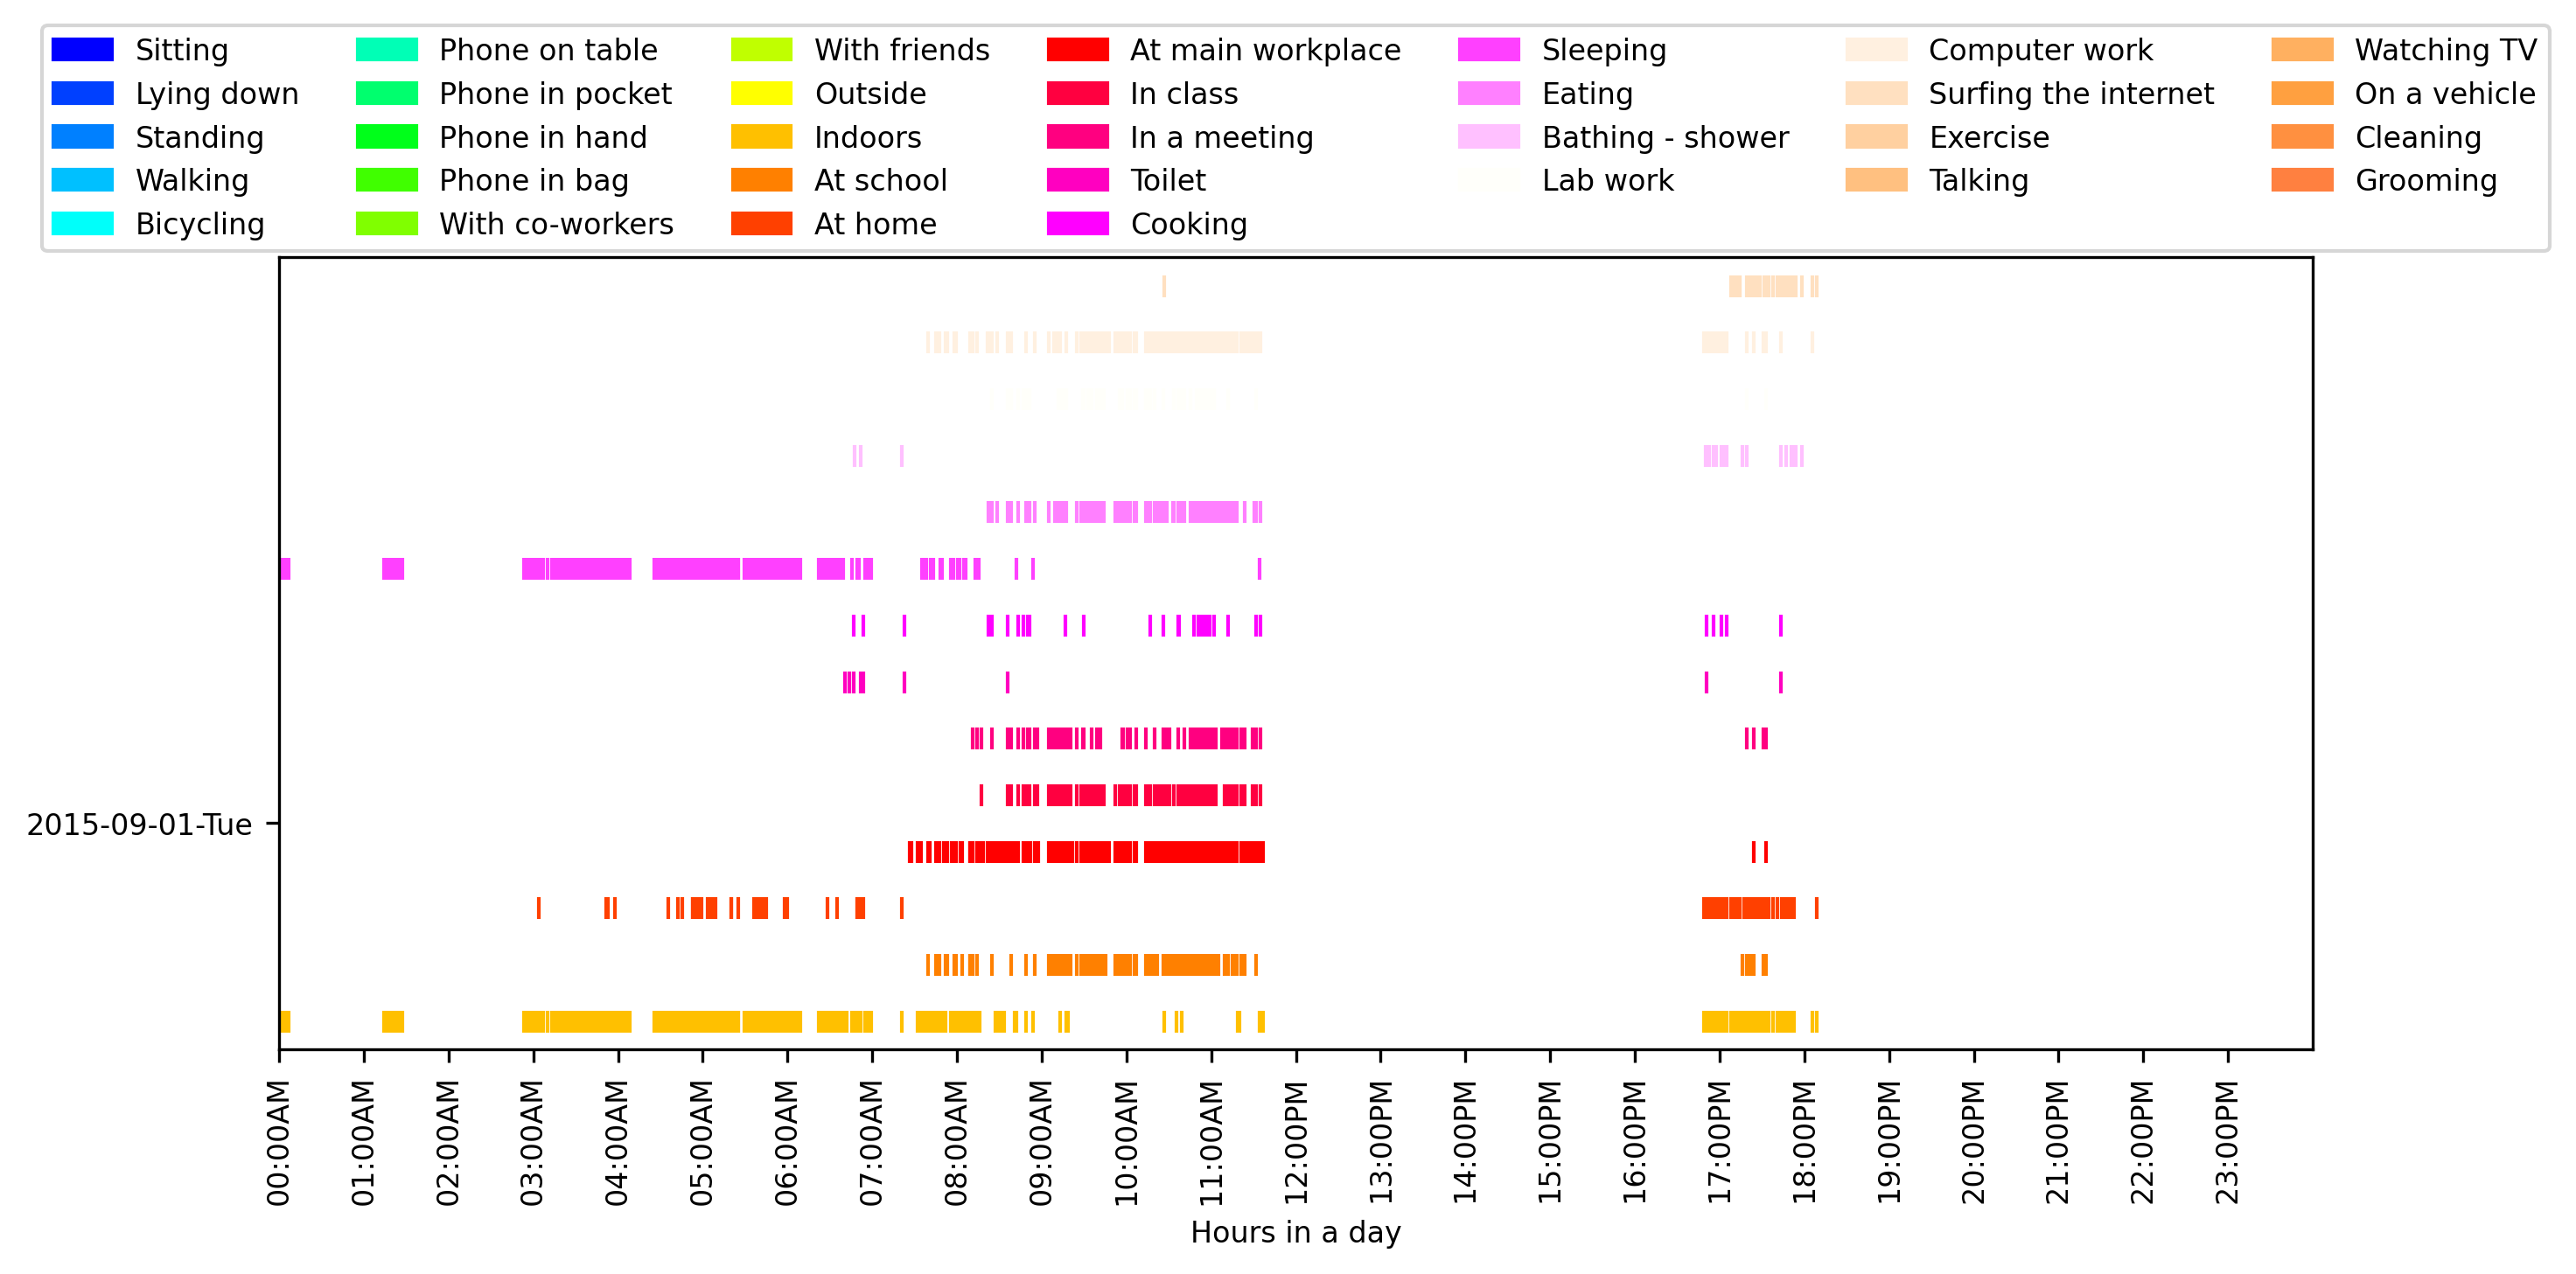 Sitting
Lying down
Standing
Walking
Bicycling
Phone on table
Phone in pocket
Phone in hand
Phone in bag
With co-workers
With friends
Outside
Indoors
At school
At home
At main workplace
In class
In a meeting
Toilet
Cooking
Sleeping
Eating
Bathing - shower
Lab work
Computer work
Surfing the internet
Exercise
Talking
Watching TV
On a vehicle
Cleaning
Grooming
2015-09-01-Tue
00:00AM
01:00AM
02:00AM
03:00AM
04:00AM
05:00AM
06:00AM
07:00AM
08:00AM
09:00AM
10:00AM
11:00AM
12:00PM
13:00PM
14:00PM
15:00PM
16:00PM
17:00PM
18:00PM
19:00PM
20:00PM
21:00PM
22:00PM
23:00PM
Hours in a day